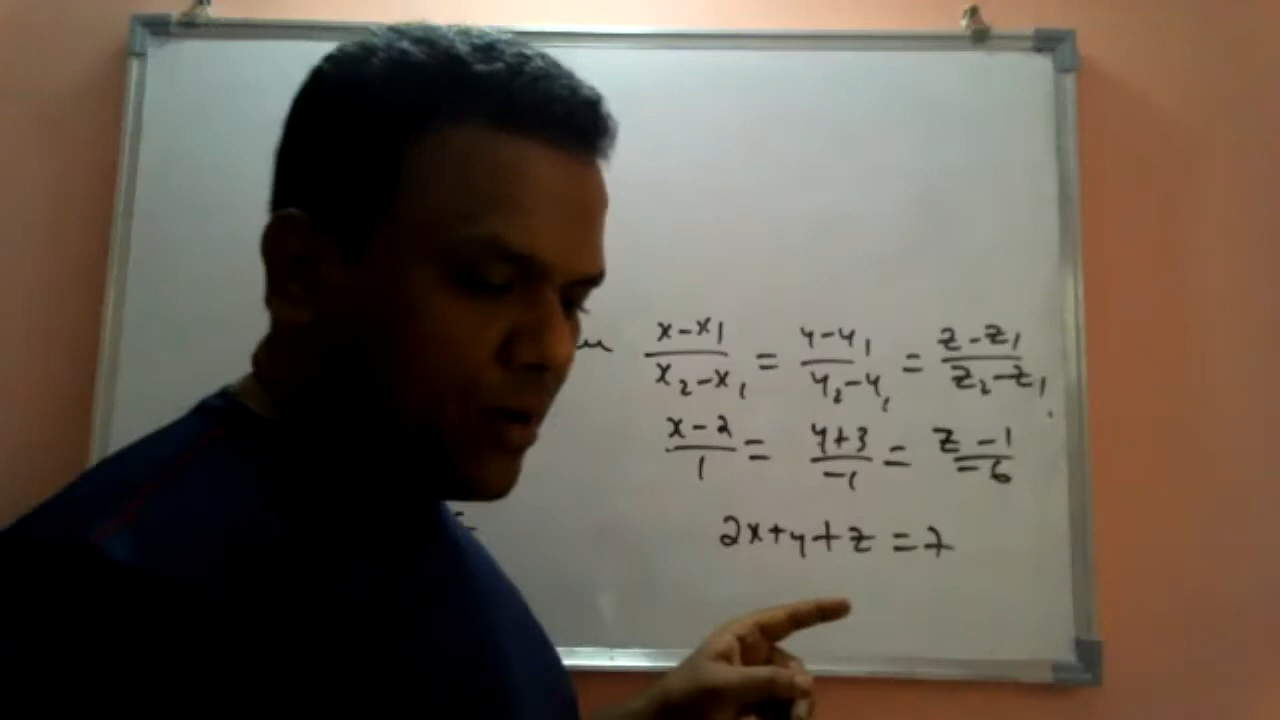 x-x₁/x₂-x₁ = y-y₁/y₂-y₁ = z-z₁/z₂-z₁
x-2/1 = y+3/-1 = z-1/-6
2x+y+z=7